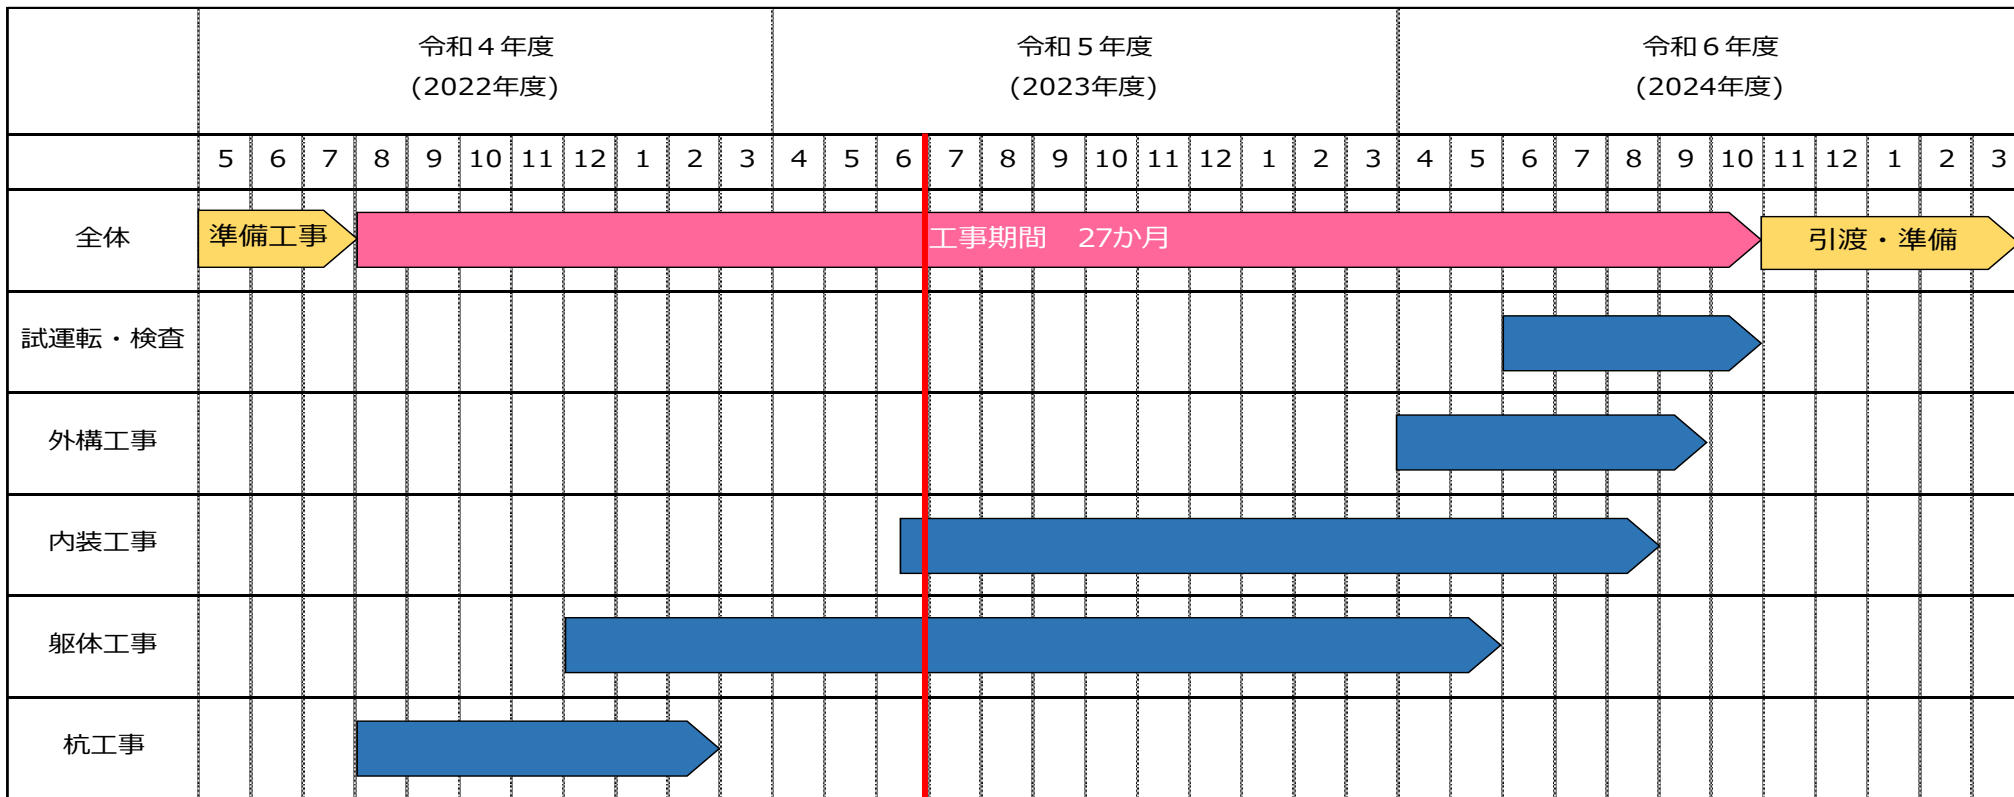 令和４年度
(2022年度)
令和５年度
(2023年度)
令和６年度
(2024年度)
5 6 7 8 9 10 11 12 1 2 3 4 5 6 7 8 9 10 11 12 1 2 3 4 5 6 7 8 9 10 11 12 1 2 3
全体 準備工事 工事期間　27か月 引渡・準備
試運転・検査
外構工事
内装工事
躯体工事
杭工事